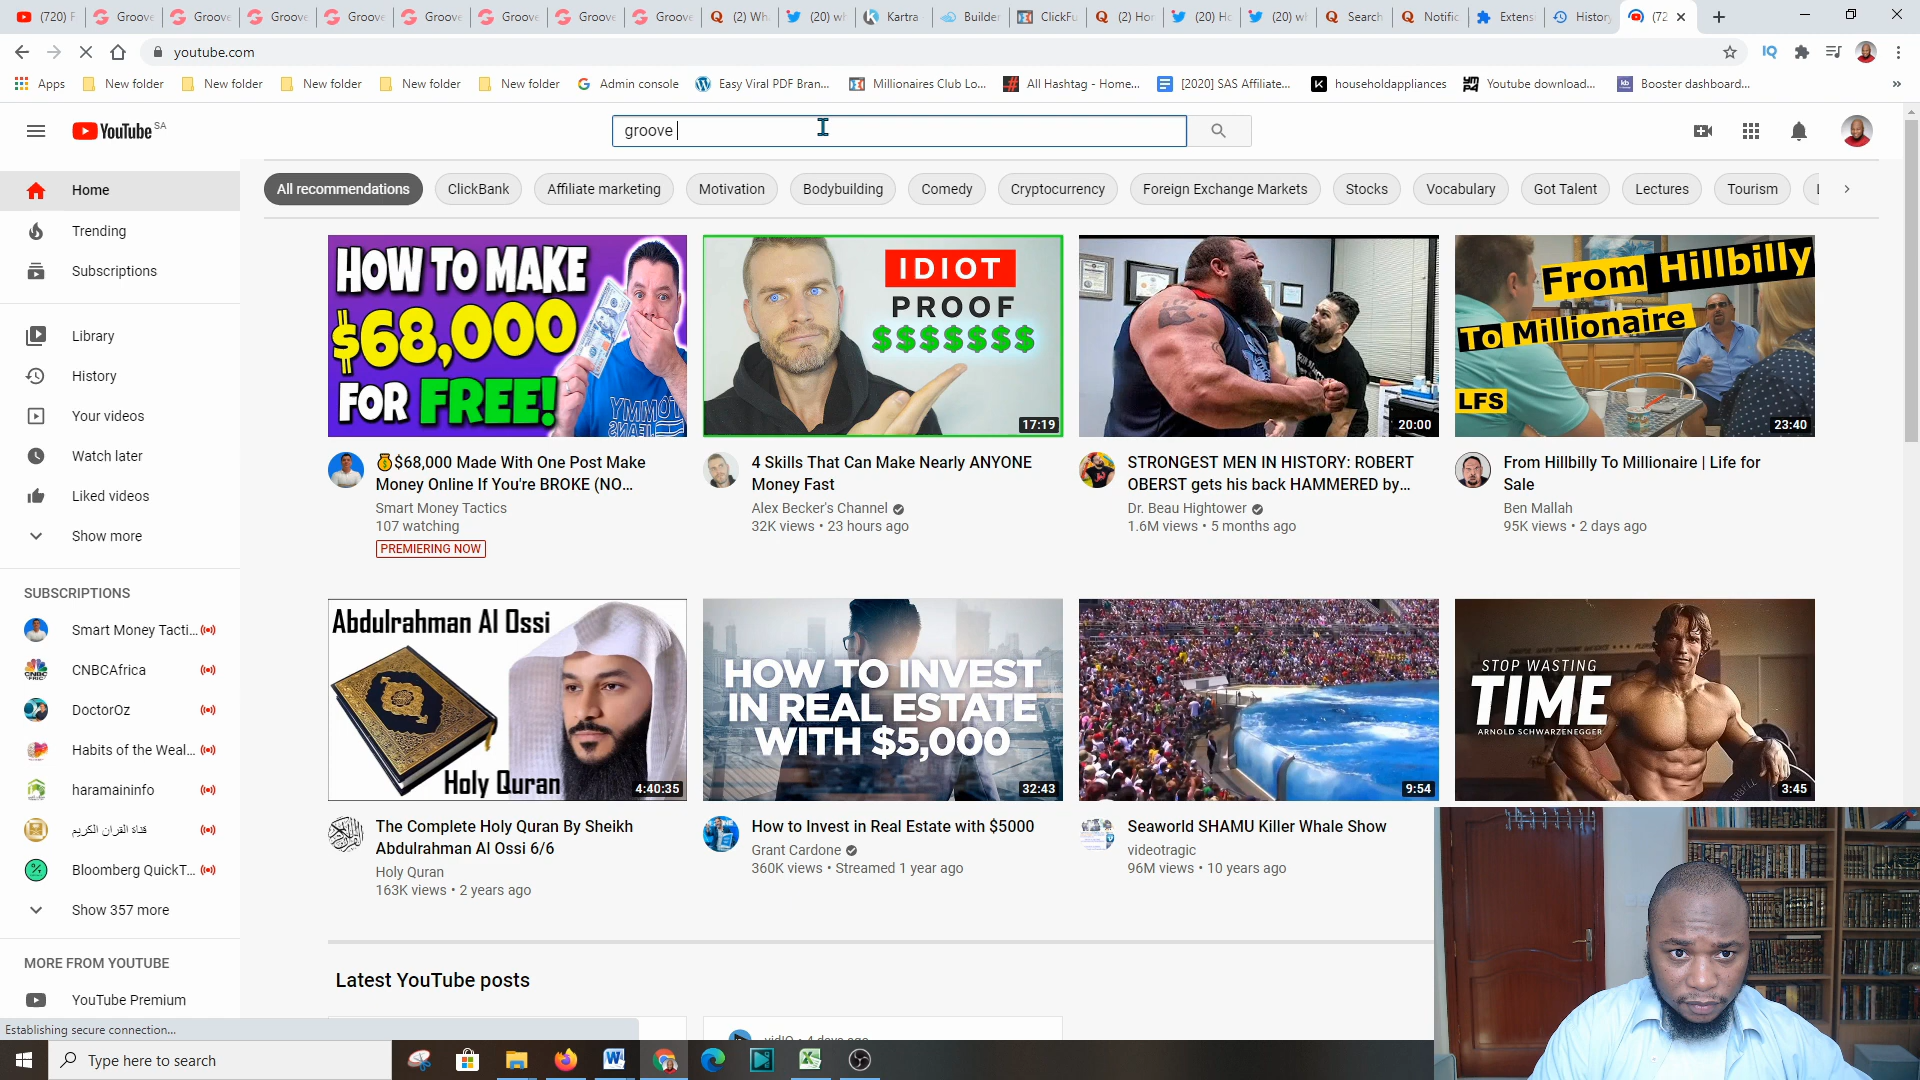 (720) F
Groove
Groove
Groove
Groove
Groove
Groove
Groove
Groove
(2) Wh
(20) wh
Kartra
Builder
ClickFu
(2) Hor
(20) Ho
(20) wh
Search
Notific
Extens
History
(72
youtube.com
IQ
Apps
New folder
New folder
New folder
New folder
New folder
Admin console
Easy Viral PDF Bran...
Millionaires Club Lo...
All Hashtag - Home...
[2020] SAS Affiliate...
householdappliances
Youtube download...
Booster dashboard...
YouTube SA
groove
Home
Trending
Subscriptions
Library
History
Your videos
Watch later
Liked videos
Show more
SUBSCRIPTIONS
Smart Money Tacti...
CNBCAfrica
DoctorOz
Habits of the Weal...
haramaininfo
قناة القران الكريم
Bloomberg QuickT...
Show 357 more
MORE FROM YOUTUBE
YouTube Premium
All recommendations
ClickBank
Affiliate marketing
Motivation
Bodybuilding
Comedy
Cryptocurrency
Foreign Exchange Markets
Stocks
Vocabulary
Got Talent
Lectures
Tourism
HOW TO MAKE
$68,000
FOR FREE!
$68,000 Made With One Post Make
Money Online If You're BROKE (NO...
Smart Money Tactics
107 watching
PREMIERING NOW
IDIOT
PROOF
$$$$$$$
17:19
4 Skills That Can Make Nearly ANYONE
Money Fast
Alex Becker's Channel
32K views • 23 hours ago
20:00
STRONGEST MEN IN HISTORY: ROBERT
OBERST gets his back HAMMERED by...
Dr. Beau Hightower
1.6M views • 5 months ago
From Hillbilly
To Millionaire
LFS
23:40
From Hillbilly To Millionaire | Life for
Sale
Ben Mallah
95K views • 2 days ago
Abdulrahman Al Ossi
Holy Quran
4:40:35
The Complete Holy Quran By Sheikh
Abdulrahman Al Ossi 6/6
Holy Quran
163K views • 2 years ago
HOW TO INVEST
IN REAL ESTATE
WITH $5,000
32:43
How to Invest in Real Estate with $5000
Grant Cardone
360K views • Streamed 1 year ago
9:54
Seaworld SHAMU Killer Whale Show
videotragic
96M views • 10 years ago
STOP WASTING
TIME
ARNOLD SCHWARZENEGGER
3:45
Latest YouTube posts
vidIQ • 4 days ago
Establishing secure connection...
Type here to search